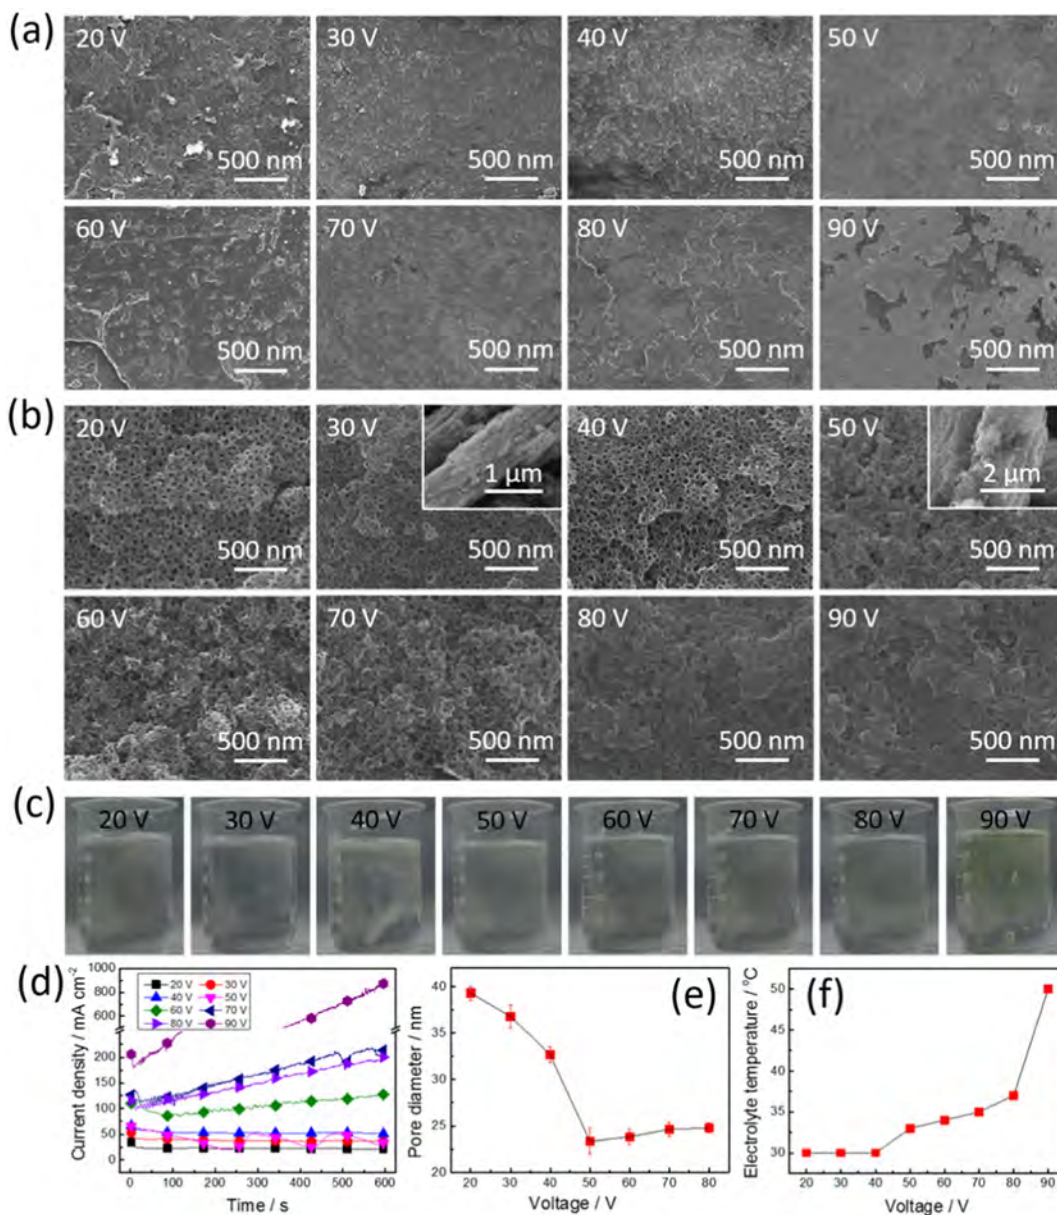 (a)
20 V 30 V 40 V 50 V
500 nm 500 nm 500 nm 500 nm
60 V 70 V 80 V 90 V
500 nm 500 nm 500 nm 500 nm
(b)
20 V 30 V 40 V 50 V
1 µm 2 µm
500 nm 500 nm 500 nm 500 nm
60 V 70 V 80 V 90 V
500 nm 500 nm 500 nm 500 nm
(c)
20 V 30 V 40 V 50 V 60 V 70 V 80 V 90 V
(d)
Current density / mA cm⁻²
1000
800
600
200
150
100
50
0
20 V 30 V
40 V 50 V
60 V 70 V
80 V 90 V
0 100 200 300 400 500 600
Time / s
(e)
Pore diameter / nm
40
35
30
25
20
20 30 40 50 60 70 80
Voltage / V
(f)
Electrolyte temperature / °C
50
45
40
35
30
20 30 40 50 60 70 80 90
Voltage / V